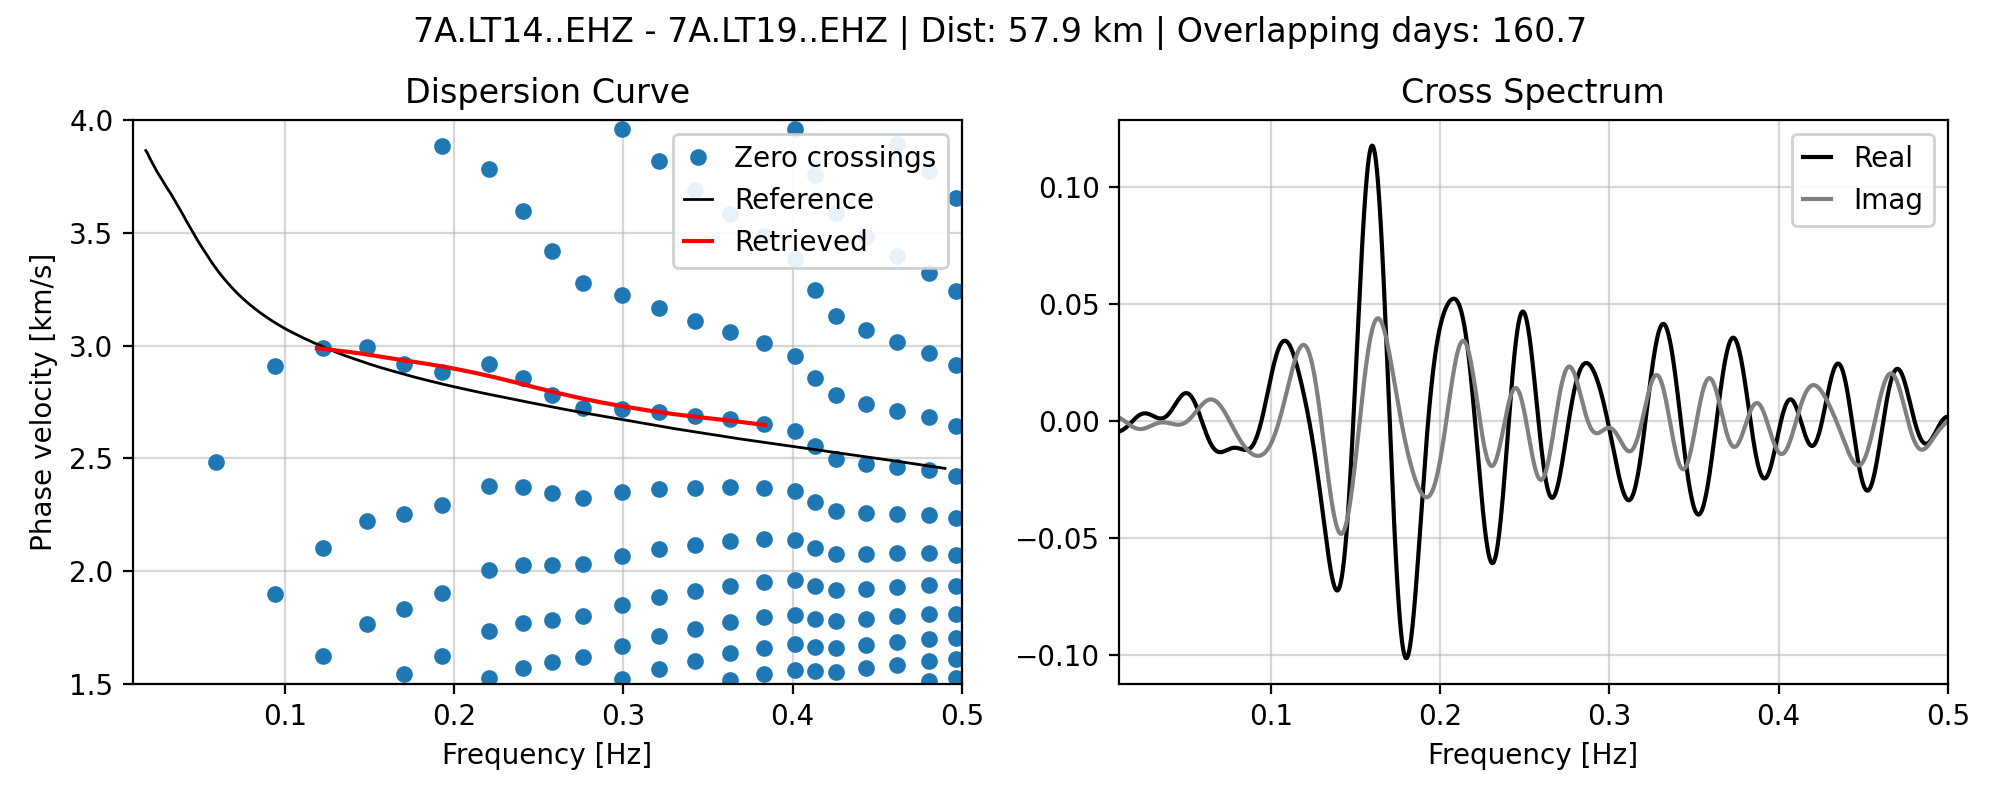 7A.LT14..EHZ - 7A.LT19..EHZ | Dist: 57.9 km | Overlapping days: 160.7
Dispersion Curve
4.0
3.5
3.0
2.5
2.0
1.5
Phase velocity [km/s]
0.1 0.2 0.3 0.4 0.5
Frequency [Hz]
Zero crossings
Reference
Retrieved
Cross Spectrum
0.10
0.05
0.00
−0.05
−0.10
0.1 0.2 0.3 0.4 0.5
Frequency [Hz]
Real
Imag